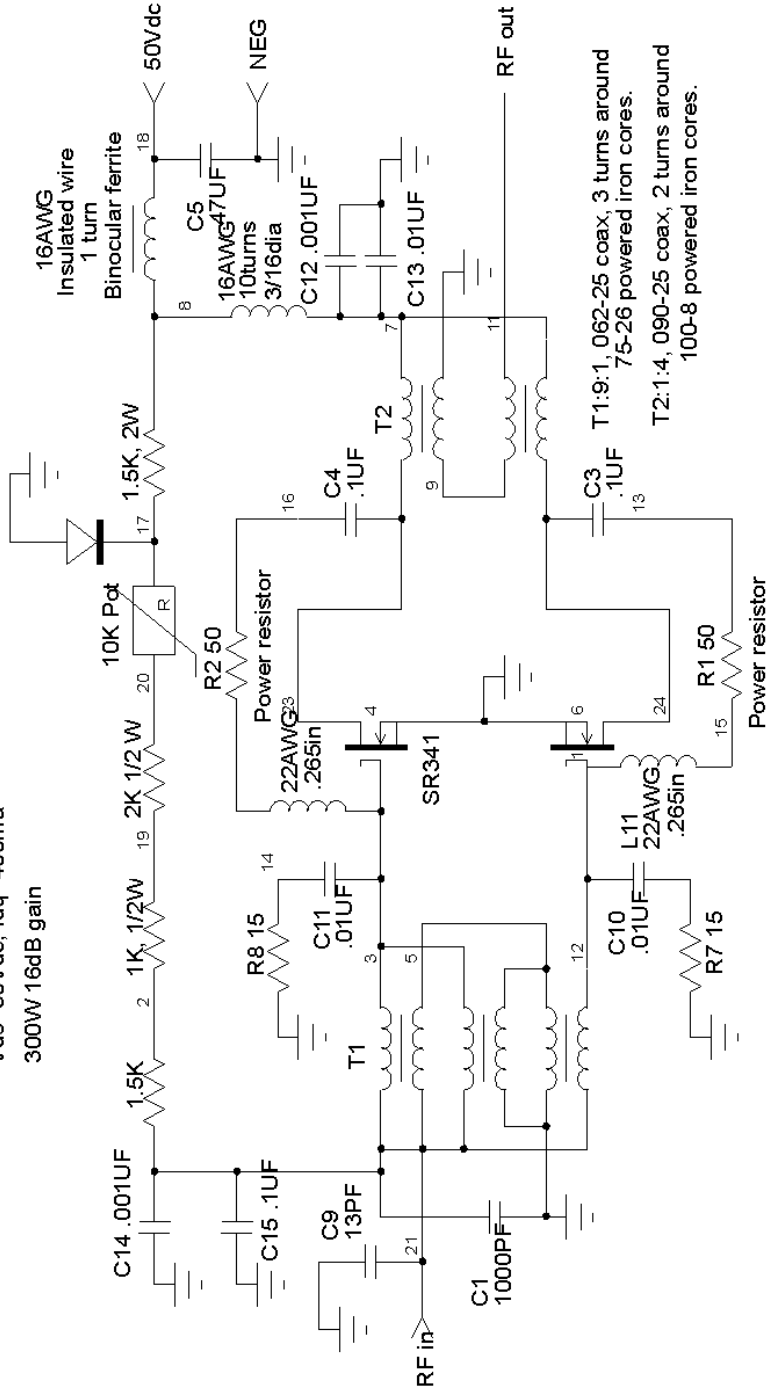 300W 16dB gain
16AWG
Insulated wire
1 turn
Binocular ferrite
18
50Vdc
NEG
C5
.47UF
8
16AWG
10turns
3/16dia
C12 .001UF
C13 .01UF
1.5K, 2W
17
10K Pot
R
20
2K 1/2 W
19
1K, 1/2W
2
1.5K
C14 .001UF
C15 .1UF
C9
13PF
21
RF in
C1
1000PF
T1
3
5
12
R8 15
14
C11
.01UF
C10
.01UF
R7 15
22AWG
.265in
L11
22AWG
.265in
R2 50
Power resistor
16
C4
.1UF
23
4
SR341
6
1
24
15
R1 50
Power resistor
13
C3
.1UF
T2
7
9
11
RF out
T1:9:1, 062-25 coax, 3 turns around
75-26 powered iron cores.
T2:1:4, 090-25 coax, 2 turns around
100-8 powered iron cores.